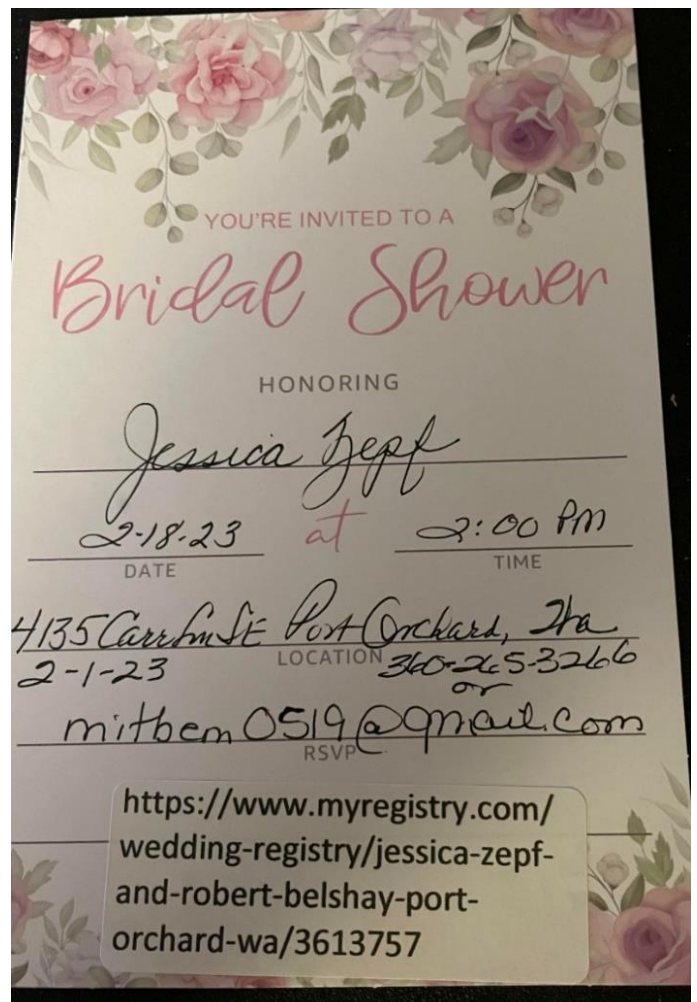 YOU'RE INVITED TO A
Bridal Shower
HONORING
Jessica Zepf
2-18-23 at 2:00 PM
DATE TIME
4135 Carr Ln SE Port Orchard, Wa
2-1-23 LOCATION 360-265-3266
or
mitbem0519@gmail.com
RSVP
https://www.myregistry.com/
wedding-registry/jessica-zepf-
and-robert-belshay-port-
orchard-wa/3613757